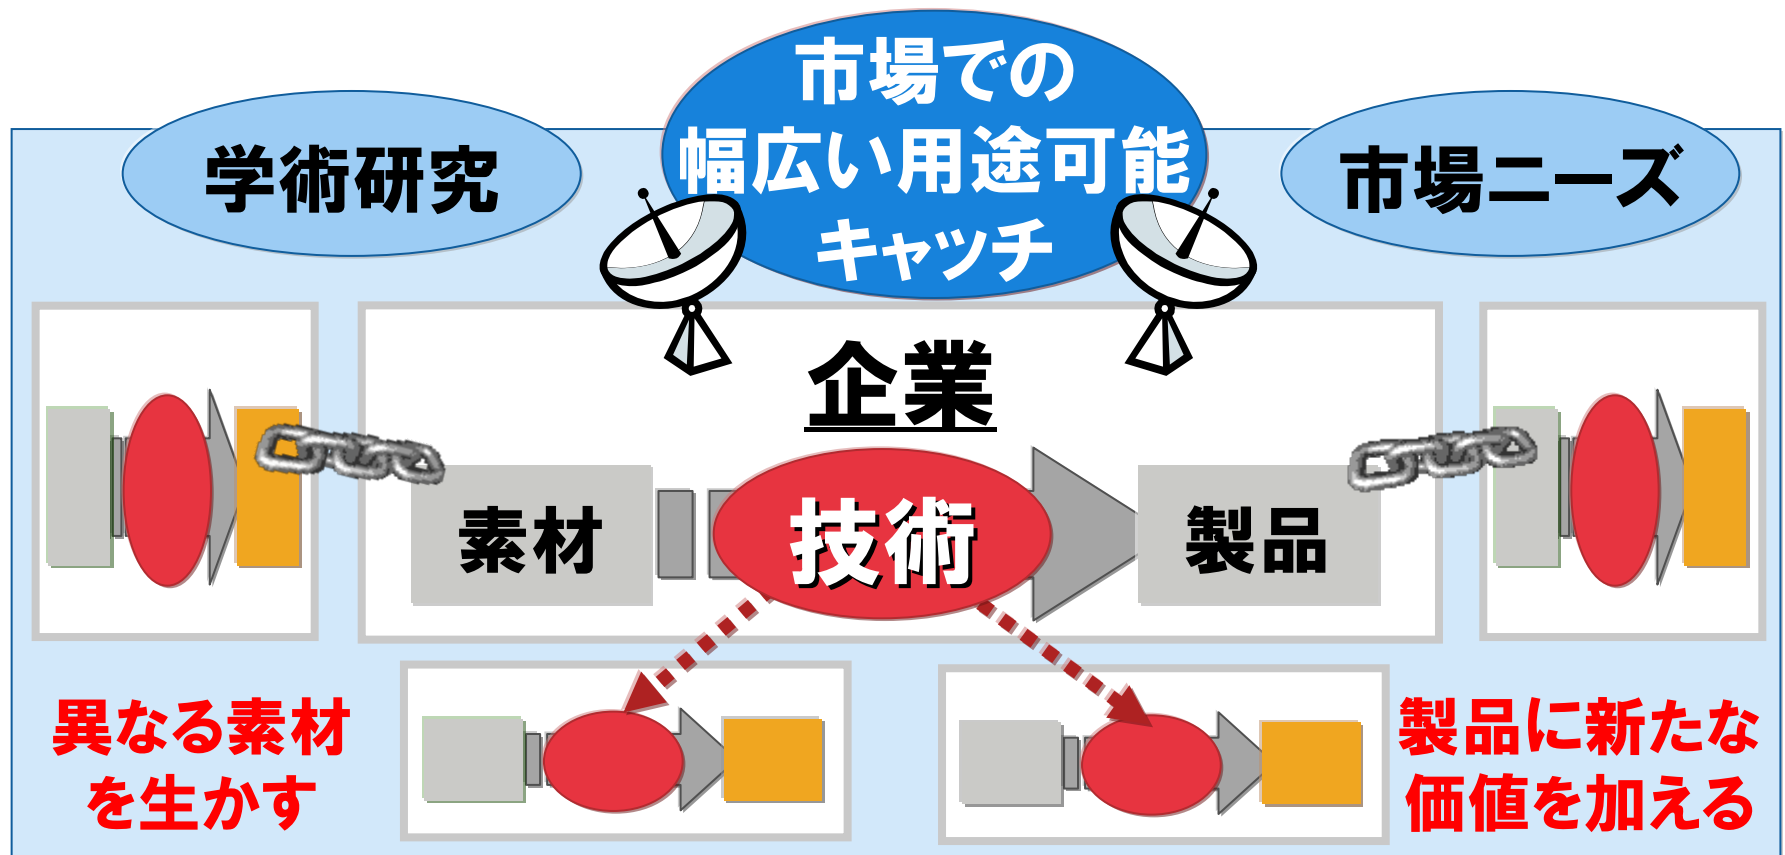 市場での
幅広い用途可能
キャッチ
学術研究
市場ニーズ
企業
素材
技術
製品
異なる素材
を生かす
製品に新たな
価値を加える